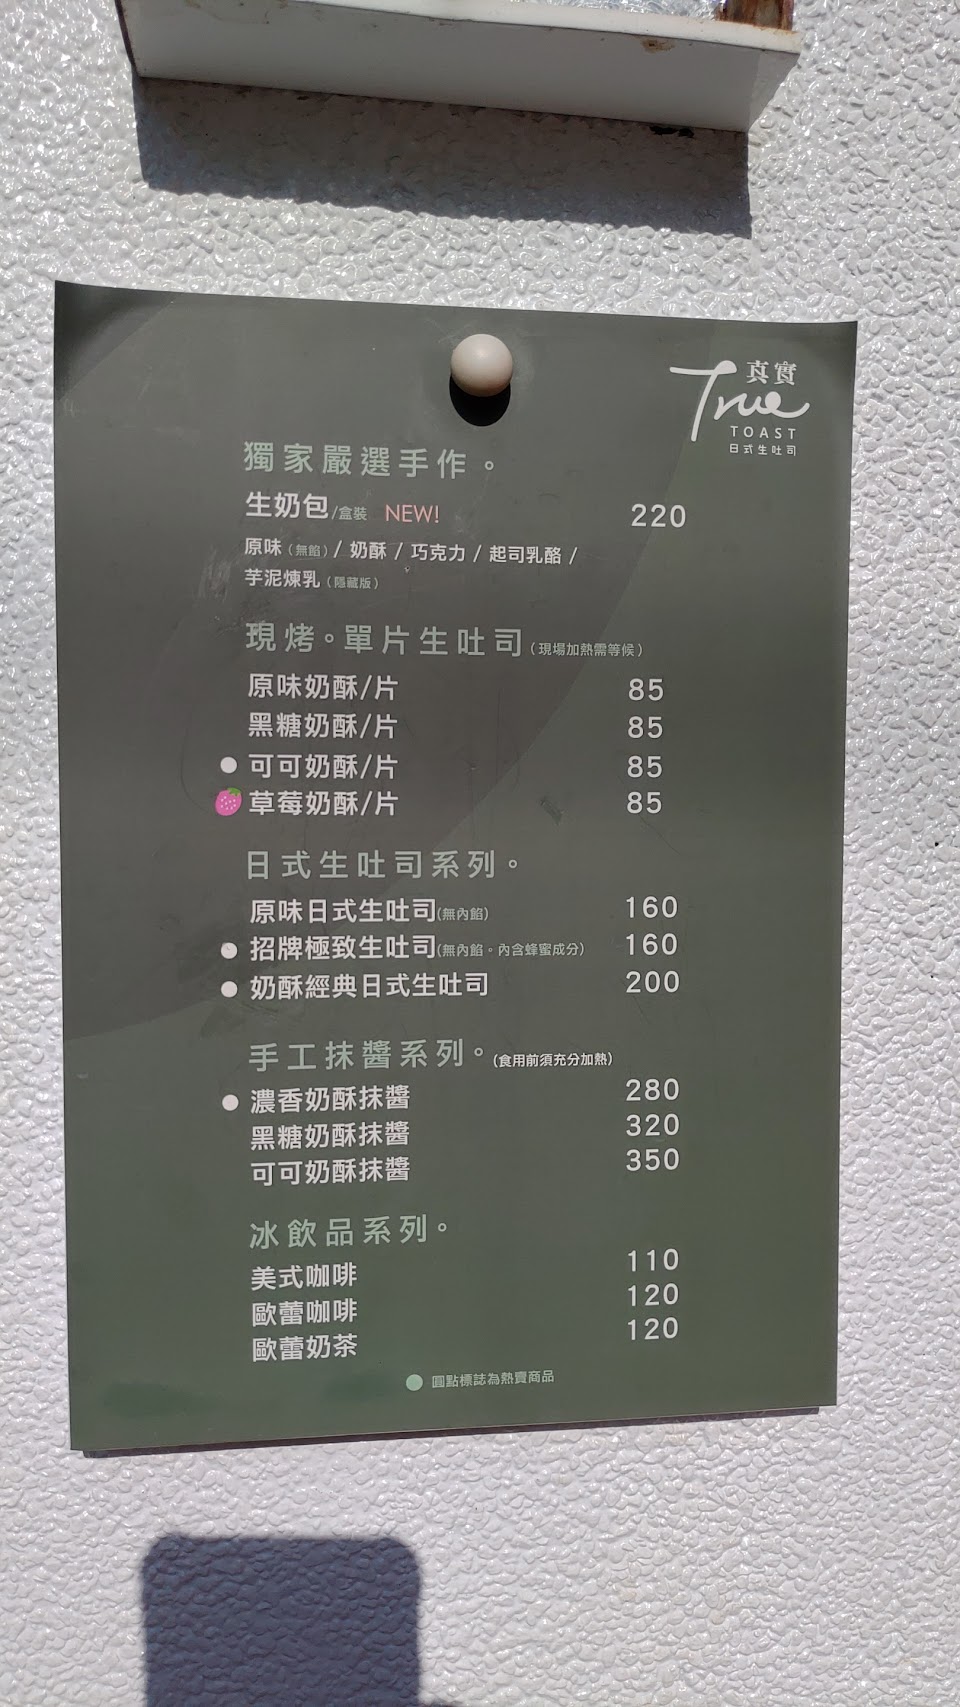 真實
True
TOAST
日式生吐司
獨家嚴選手作。
生奶包/盒裝 NEW! 220
原味(無餡)/ 奶酥 / 巧克力 / 起司乳酪 /
芋泥煉乳(隱藏版)
現烤。單片生吐司(現場加熱需等候)
原味奶酥/片 85
黑糖奶酥/片 85
可可奶酥/片 85
草莓奶酥/片 85
日式生吐司系列。
原味日式生吐司(無內餡) 160
招牌極致生吐司(無內餡。內含蜂蜜成分) 160
奶酥經典日式生吐司 200
手工抹醬系列。(食用前須充分加熱)
濃香奶酥抹醬 280
黑糖奶酥抹醬 320
可可奶酥抹醬 350
冰飲品系列。
美式咖啡 110
歐蕾咖啡 120
歐蕾奶茶 120
圓點標誌為熱賣商品